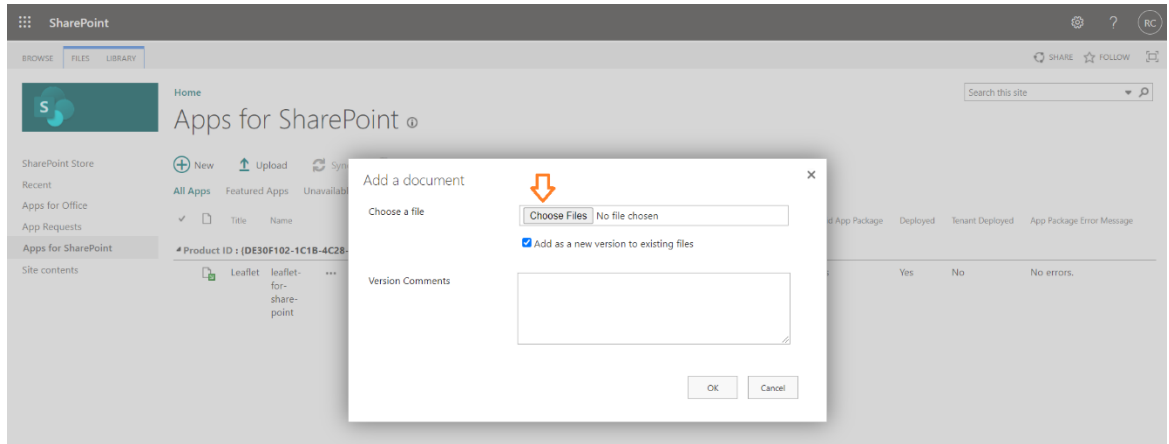 SharePoint
RC
BROWSE FILES LIBRARY
SHARE FOLLOW
S
Home
Search this site
Apps for SharePoint
SharePoint Store
Recent
Apps for Office
App Requests
Apps for SharePoint
Site contents
New Upload
All Apps Featured Apps
Title Name
App Package Deployed Tenant Deployed App Package Error Message
Product ID : (DE30F102-1C1B-4C28-
Leaflet leaflet-
for-
share-
point
Yes No No errors.
Add a document
Choose a file
Choose Files No file chosen
Add as a new version to existing files
Version Comments
OK Cancel